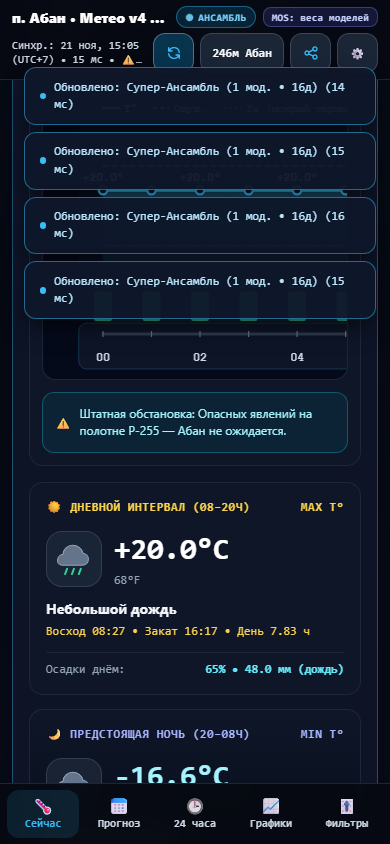 п. Абан • Метео v4 ...
АНСАМБЛЬ
MOS: веса моделей
Синхр.: 21 ноя, 15:05
(UTC+7) • 15 мс • ⚠️…
246м Абан
Обновлено: Супер-Ансамбль (1 мод. • 16д) (14
мс)
Обновлено: Супер-Ансамбль (1 мод. • 16д) (15
мс)
Обновлено: Супер-Ансамбль (1 мод. • 16д) (16
мс)
Обновлено: Супер-Ансамбль (1 мод. • 16д) (15
мс)
00 02 04
Штатная обстановка: Опасных явлений на
полотне Р-255 — Абан не ожидается.
ДНЕВНОЙ ИНТЕРВАЛ (08–20Ч) MAX T°
+20.0°C
68°F
Небольшой дождь
Восход 08:27 • Закат 16:17 • День 7.83 ч
Осадки днём: 65% • 48.0 мм (дождь)
ПРЕДСТОЯЩАЯ НОЧЬ (20–08Ч) MIN T°
-16.6°C
Сейчас
Прогноз
24 часа
Графики
Фильтры